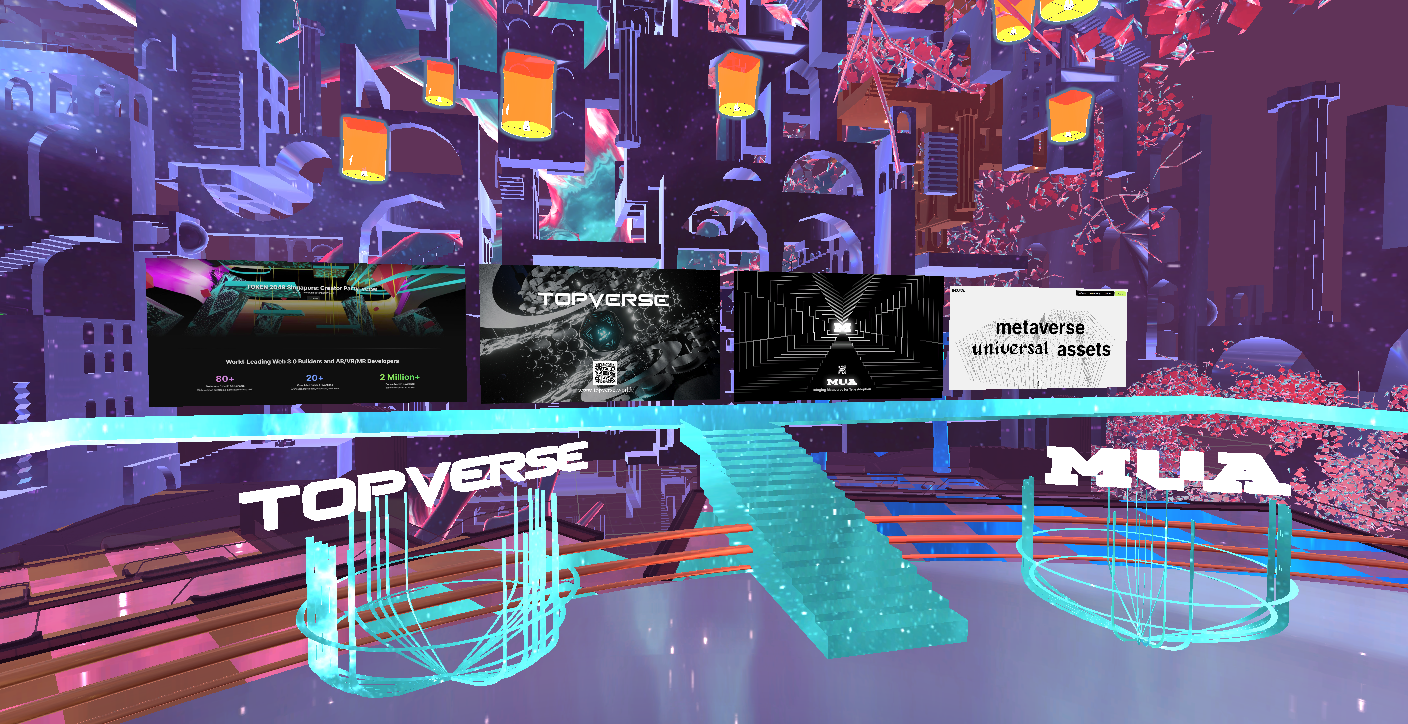 TOKEN 2049 Singapore: Creator Party
World-Leading Web 3.0 Builders and AR/VR/MR Developers
80+
20+
2 Million+
TOPVERSE
M
MUA
MUA
metaverse
universal assets
TOPVERSE
MUA